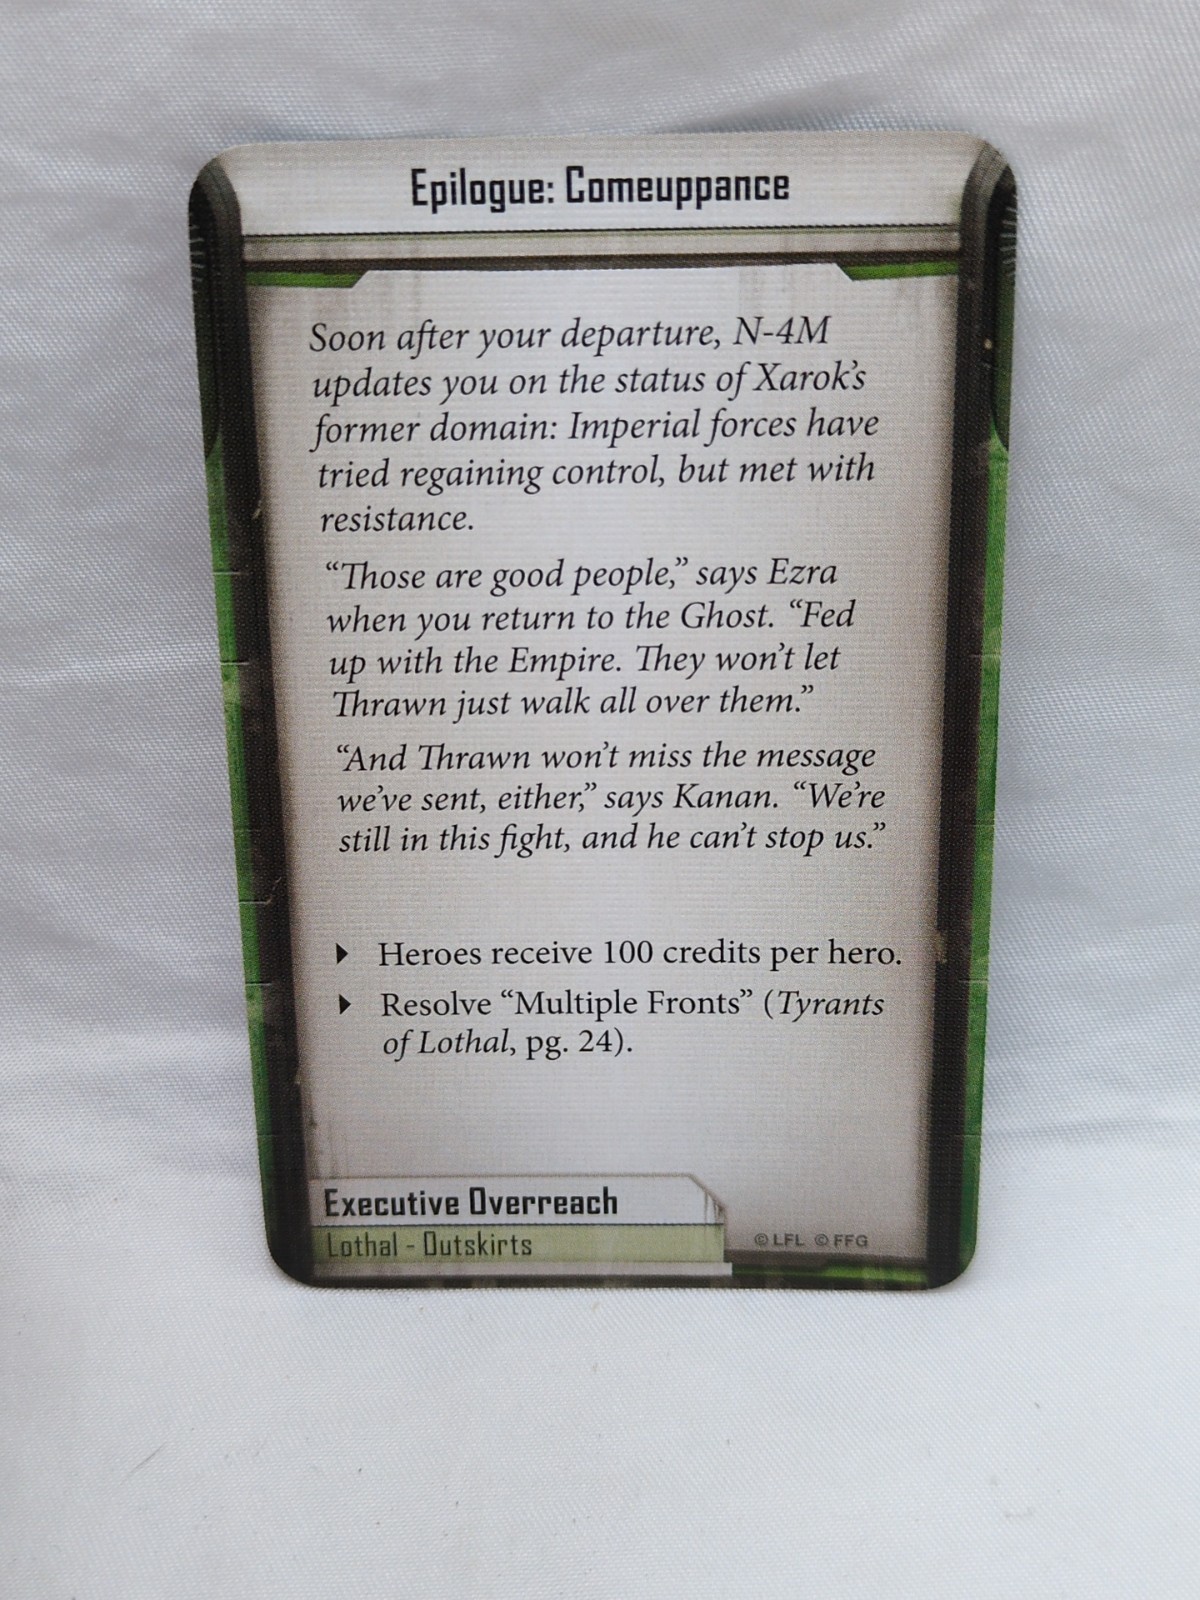 Epilogue: Comeuppance
Soon after your departure, N-4M
updates you on the status of Xarok’s
former domain: Imperial forces have
tried regaining control, but met with
resistance.
“Those are good people,” says Ezra
when you return to the Ghost. “Fed
up with the Empire. They won’t let
Thrawn just walk all over them.”
“And Thrawn won’t miss the message
we’ve sent, either,” says Kanan. “We’re
still in this fight, and he can’t stop us.”
Heroes receive 100 credits per hero.
Resolve “Multiple Fronts” (Tyrants
of Lothal, pg. 24).
Executive Overreach
Lothal - Outskirts
© LFL © FFG